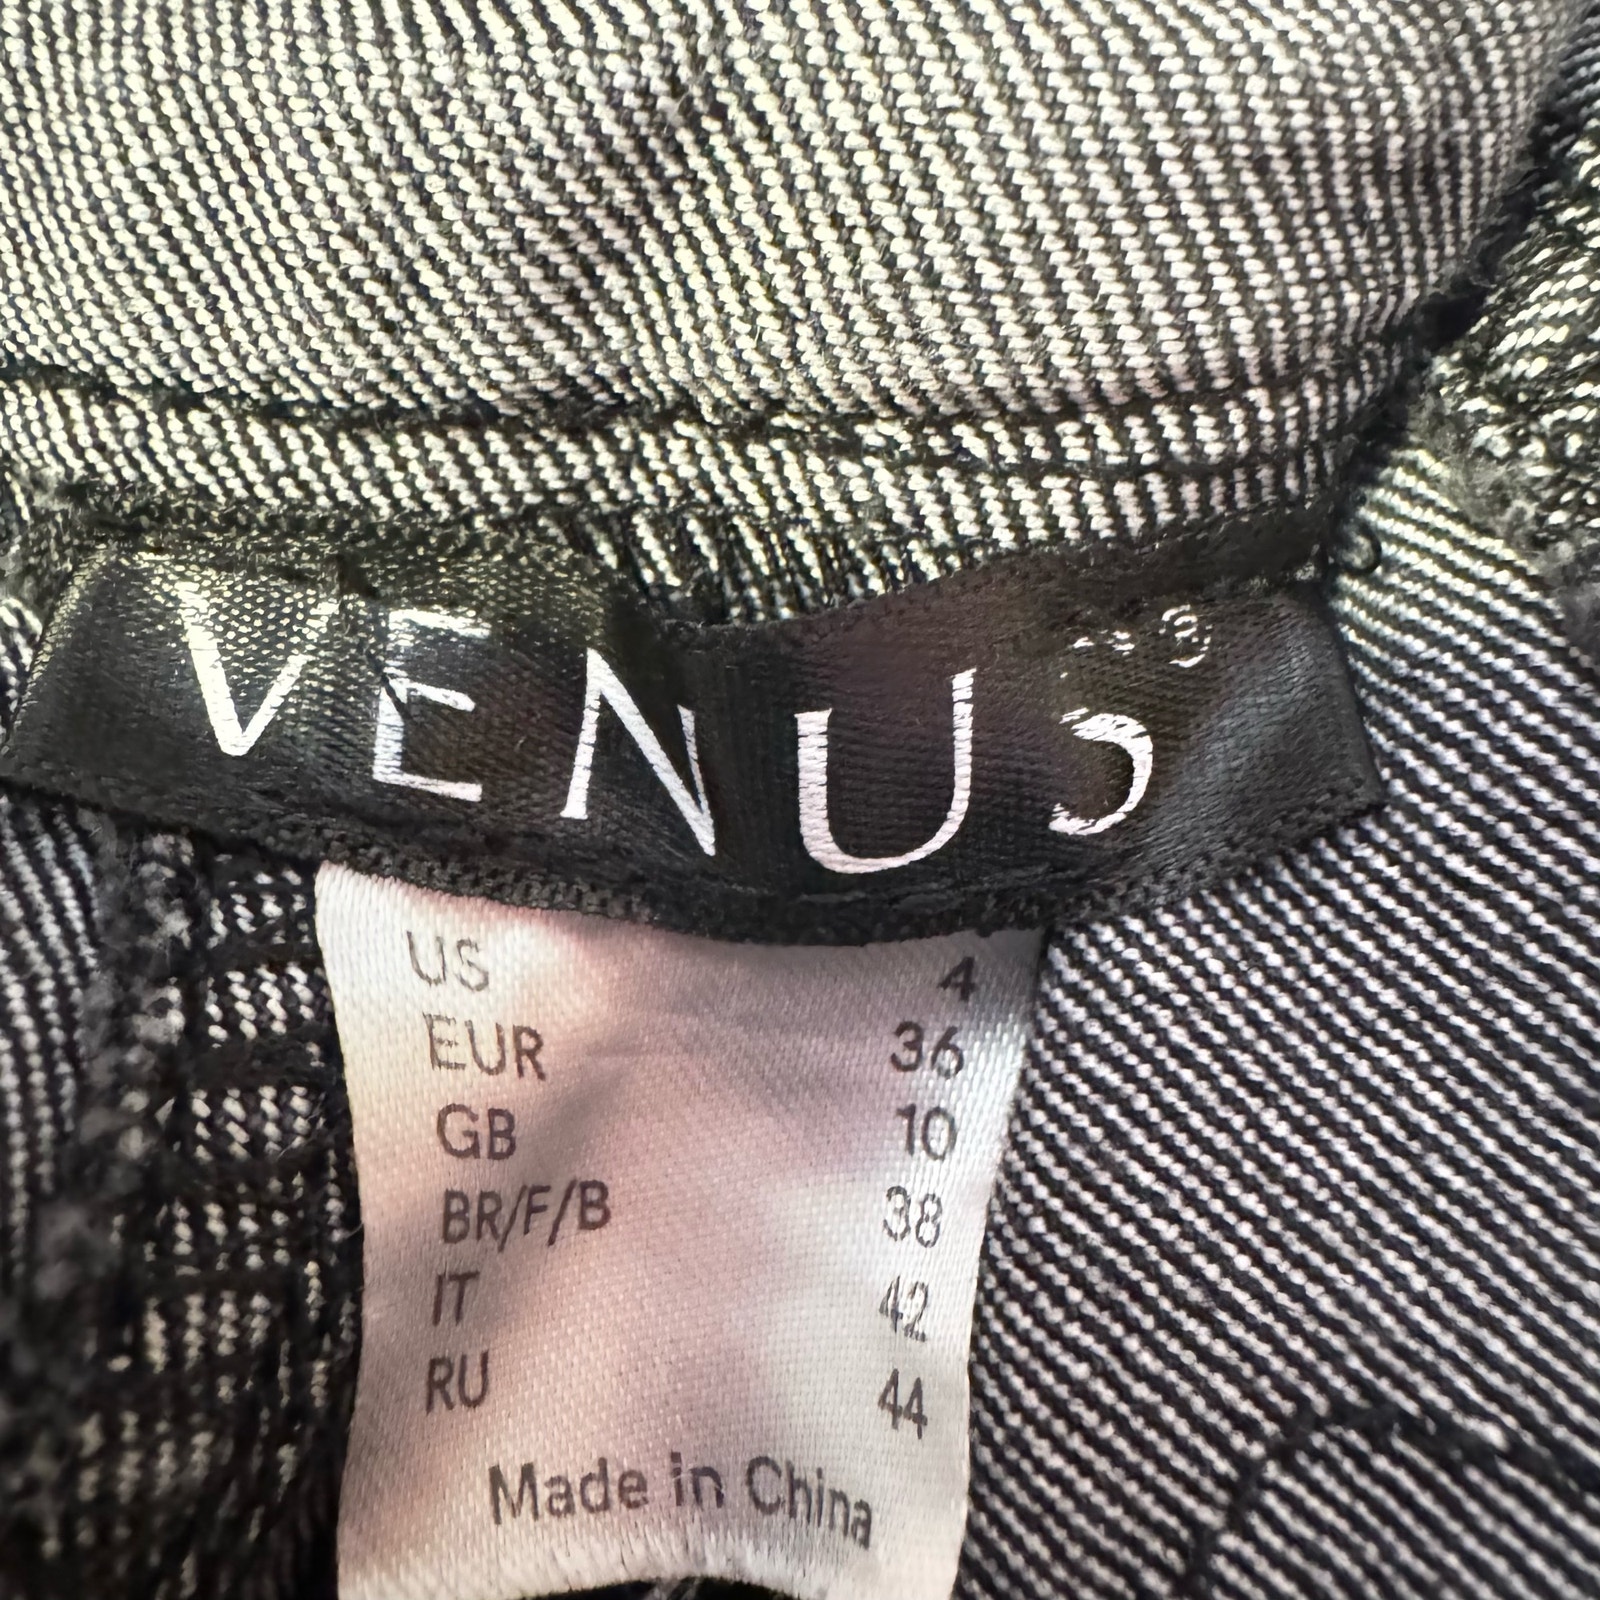 VENUS®
US 4
EUR 36
GB 10
BR/F/B 38
IT 42
RU 44
Made in China